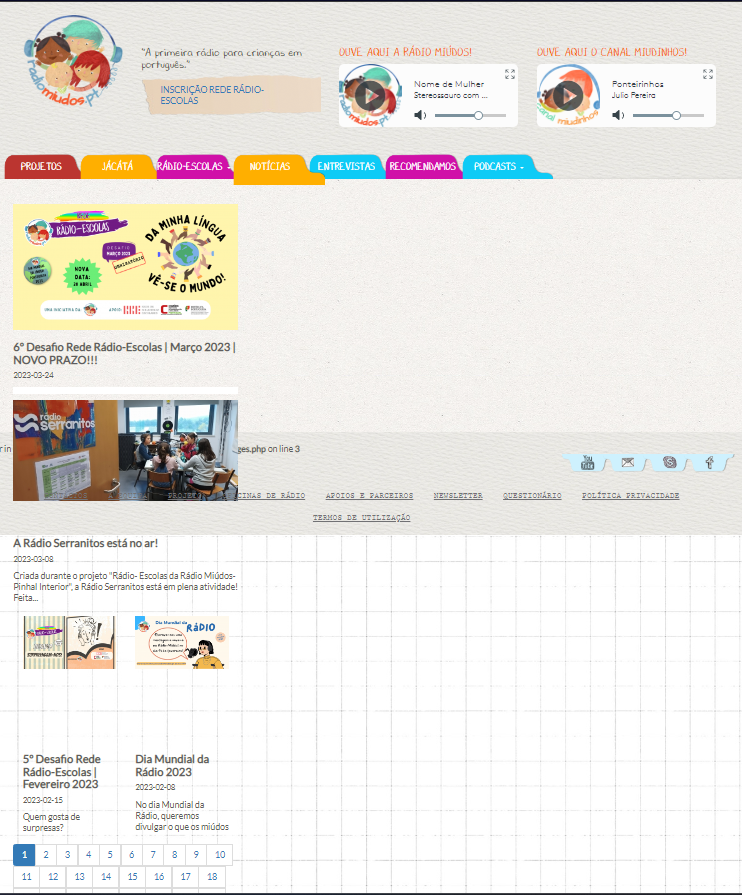 radiomiudos.pt
"A primeira rádio para crianças em
português."
INSCRIÇÃO REDE RÁDIO-
ESCOLAS
OUVE AQUI A RÁDIO MIÚDOS!
Nome de Mulher
Stereossauro com ...
OUVE AQUI O CANAL MIUDINHOS!
Ponteirinhos
Julio Pereira
PROJETOS
JÁCÁTÁ
RÁDIO-ESCOLAS
NOTÍCIAS
ENTREVISTAS
RECOMENDAMOS
PODCASTS
RÁDIO-ESCOLAS
DA MINHA LÍNGUA
VÊ-SE O MUNDO!
DESAFIO
MARÇO 2023
NOVA
DATA:
6º Desafio Rede Rádio-Escolas | Março 2023 |
NOVO PRAZO!!!
2023-03-24
rádio
serranitos
r in
ges.php on line 3
You
Tube
OFICINAS DE RÁDIO
APOIOS E PARCEIROS
NEWSLETTER
QUESTIONÁRIO
POLÍTICA PRIVACIDADE
TERMOS DE UTILIZAÇÃO
A Rádio Serranitos está no ar!
2023-03-08
Criada durante o projeto "Rádio- Escolas da Rádio Miúdos-
Pinhal Interior", a Rádio Serranitos está em plena atividade!
Feita...
Dia Mundial da
RÁDIO
5º Desafio Rede
Rádio-Escolas |
Fevereiro 2023
2023-02-15
Quem gosta de
surpresas?
Dia Mundial da
Rádio 2023
2023-02-08
No dia Mundial da
Rádio, queremos
divulgar o que os miúdos
1 2 3 4 5 6 7 8 9 10
11 12 13 14 15 16 17 18